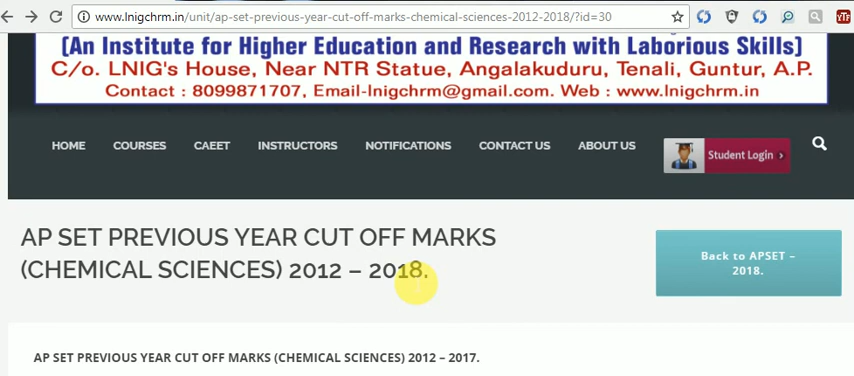 www.lnigchrm.in/unit/ap-set-previous-year-cut-off-marks-chemical-sciences-2012-2018/?id=30
(An Institute for Higher Education and Research with Laborious Skills)
C/o. LNIG's House, Near NTR Statue, Angalakuduru, Tenali, Guntur, A.P.
Contact : 8099871707, Email-lnigchrm@gmail.com. Web : www.lnigchrm.in
HOME COURSES CAEET INSTRUCTORS NOTIFICATIONS CONTACT US ABOUT US Student Login
AP SET PREVIOUS YEAR CUT OFF MARKS
(CHEMICAL SCIENCES) 2012 – 2018.
Back to APSET –
2018.
AP SET PREVIOUS YEAR CUT OFF MARKS (CHEMICAL SCIENCES) 2012 – 2017.